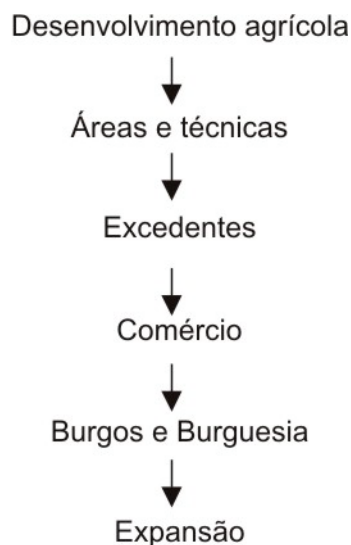 Desenvolvimento agrícola
Áreas e técnicas
Excedentes
Comércio
Burgos e Burguesia
Expansão